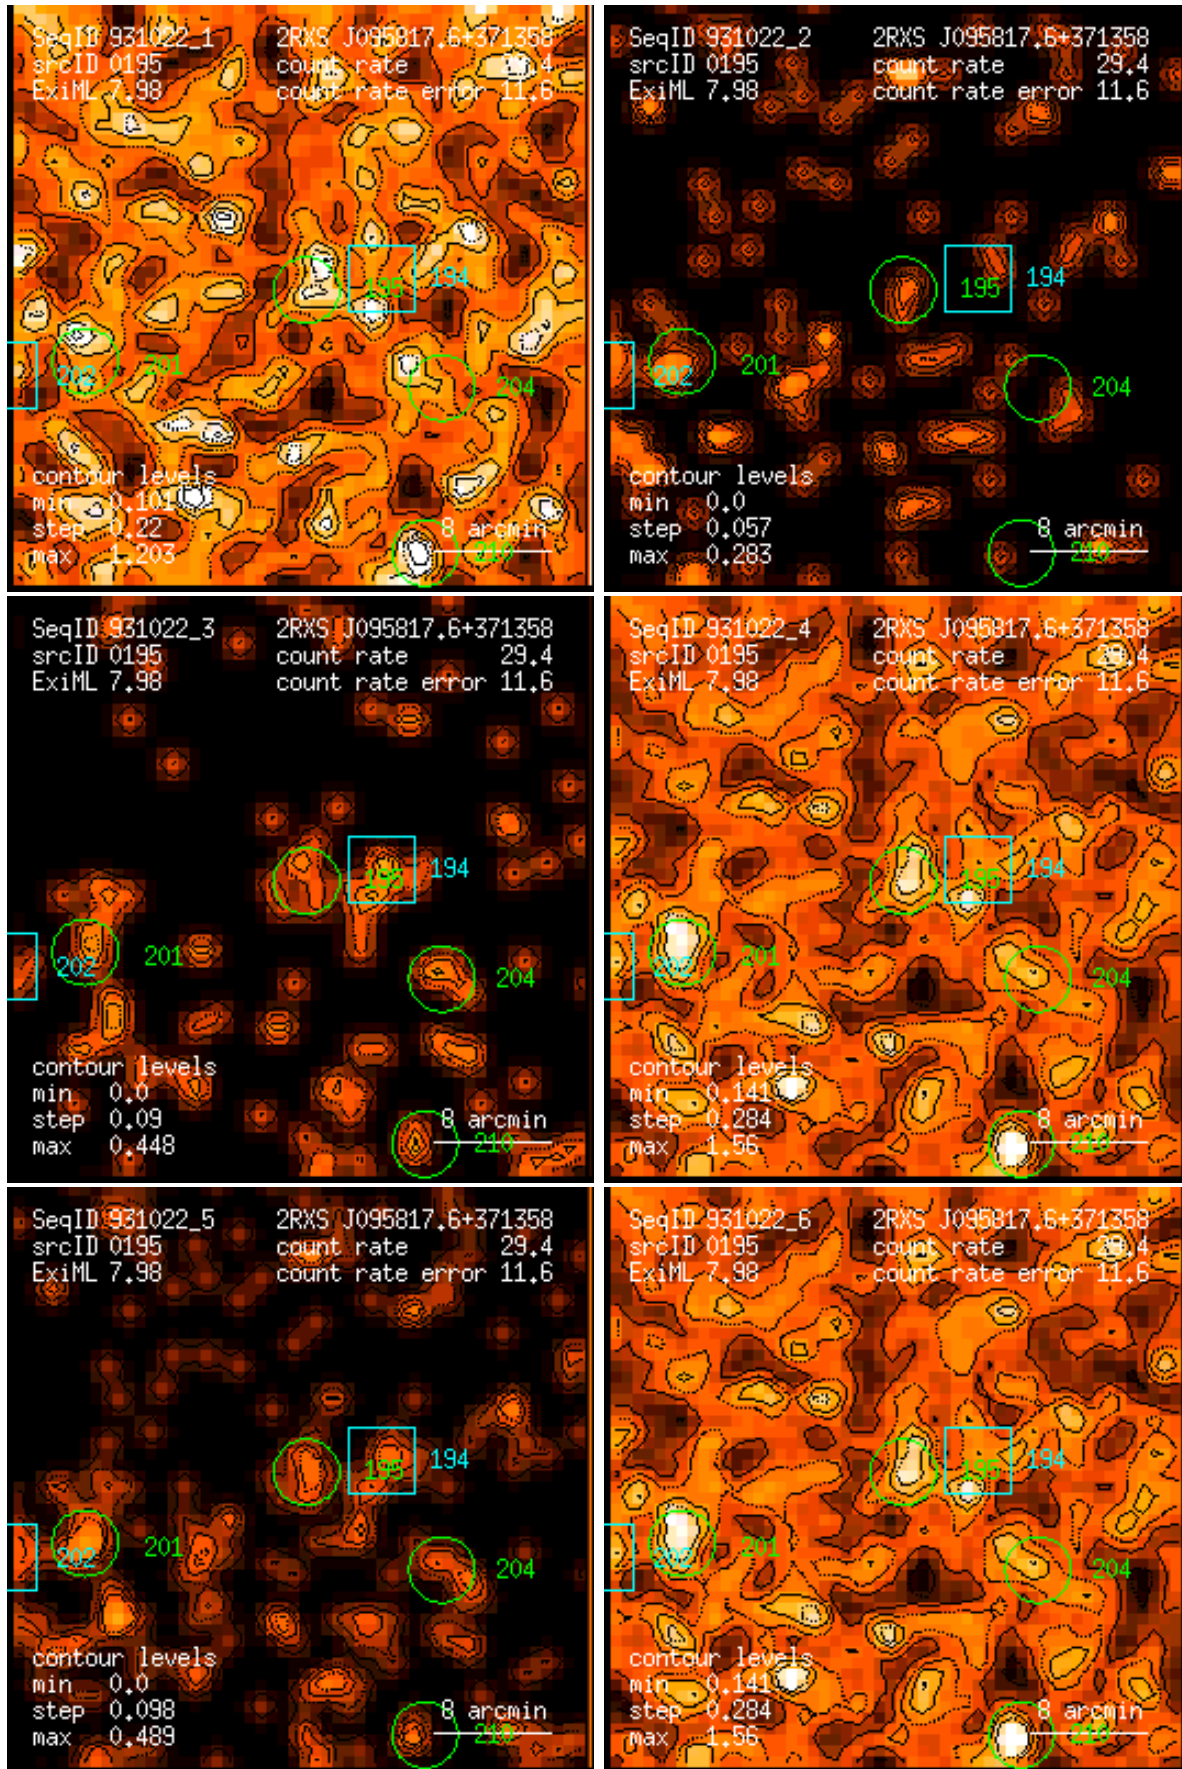 SeqID 931022_1 2RXS J095817.6+371358
srcID 0195 count rate 29.4
ExiML 7.98 count rate error 11.6
194
195
201
202
204
contour levels
min 0.101
step 0.22
max 1.203
8 arcmin
210
SeqID 931022_2 2RXS J095817.6+371358
srcID 0195 count rate 29.4
ExiML 7.98 count rate error 11.6
194
195
201
202
204
contour levels
min 0.0
step 0.057
max 0.283
8 arcmin
210
SeqID 931022_3 2RXS J095817.6+371358
srcID 0195 count rate 29.4
ExiML 7.98 count rate error 11.6
194
195
201
202
204
contour levels
min 0.0
step 0.09
max 0.448
8 arcmin
210
SeqID 931022_4 2RXS J095817.6+371358
srcID 0195 count rate 29.4
ExiML 7.98 count rate error 11.6
194
195
201
202
204
contour levels
min 0.141
step 0.284
max 1.56
8 arcmin
210
SeqID 931022_5 2RXS J095817.6+371358
srcID 0195 count rate 29.4
ExiML 7.98 count rate error 11.6
194
195
201
202
204
contour levels
min 0.0
step 0.098
max 0.489
8 arcmin
210
SeqID 931022_6 2RXS J095817.6+371358
srcID 0195 count rate 29.4
ExiML 7.98 count rate error 11.6
194
195
201
202
204
contour levels
min 0.141
step 0.284
max 1.56
8 arcmin
210